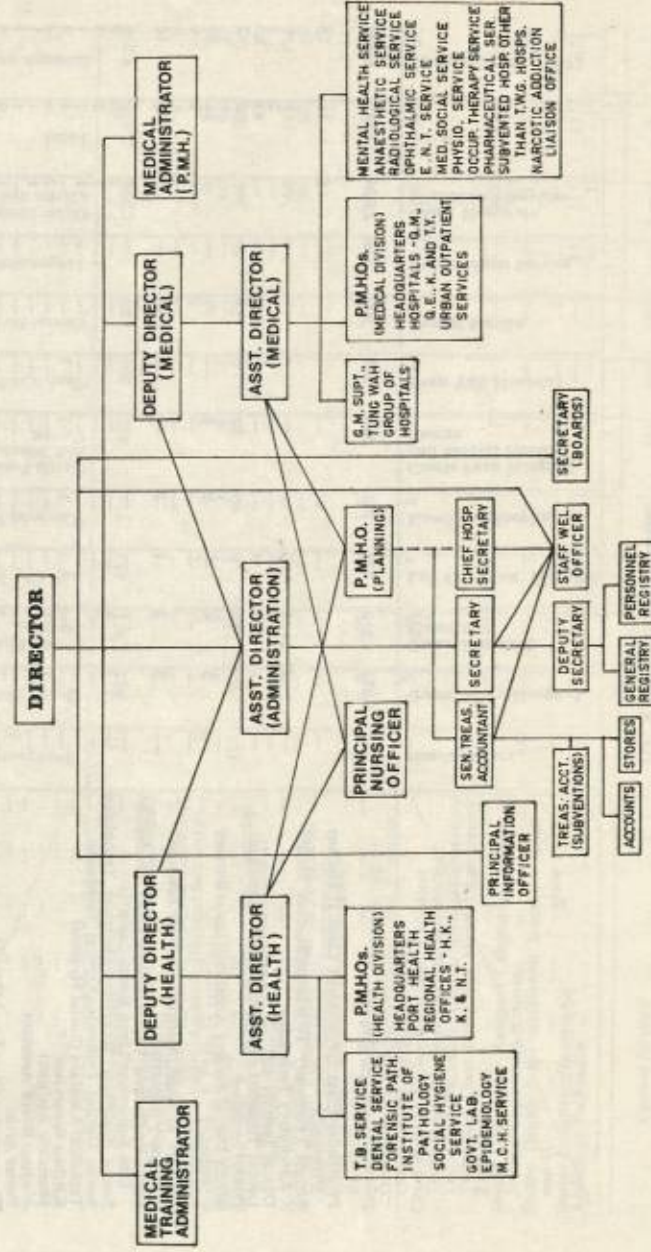 DIRECTOR
MEDICAL
TRAINING
ADMINISTRATOR
DEPUTY DIRECTOR
(HEALTH)
DEPUTY DIRECTOR
(MEDICAL)
MEDICAL
ADMINISTRATOR
(P.M.H.)
ASST. DIRECTOR
(HEALTH)
ASST. DIRECTOR
(ADMINISTRATION)
ASST. DIRECTOR
(MEDICAL)
T.B. SERVICE
DENTAL SERVICE
FORENSIC PATH.
INSTITUTE OF
PATHOLOGY
SOCIAL HYGIENE
SERVICE
GOVT. LAB.
EPIDEMIOLOGY
M.C.H. SERVICE
P.M.H.Os.
(HEALTH DIVISION)
HEADQUARTERS
PORT HEALTH
REGIONAL HEALTH
OFFICES - H.K.,
K. & N.T.
PRINCIPAL
NURSING
OFFICER
P.M.H.O.
(PLANNING)
G.M. SUPT.,
TUNG WAH
GROUP OF
HOSPITALS
P.M.H.Os.
(MEDICAL DIVISION)
HEADQUARTERS
HOSPITALS - Q.M.,
Q.E., K. AND T.Y.
URBAN OUTPATIENT
SERVICES
MENTAL HEALTH SERVICE
ANAESTHETIC SERVICE
RADIOLOGICAL SERVICE
OPHTHALMIC SERVICE
E. N.T. SERVICE
MED. SOCIAL SERVICE
PHYSIO. SERVICE
OCCUP. THERAPY SERVICE
PHARMACEUTICAL SER.
SUBVENTED HOSP. OTHER
THAN T.W.G. HOSPS.
NARCOTIC ADDICTION
LIAISON OFFICE
PRINCIPAL
INFORMATION
OFFICER
SEN. TREAS.
ACCOUNTANT
SECRETARY
CHIEF HOSP.
SECRETARY
TREAS. ACCT.
(SUBVENTIONS)
DEPUTY
SECRETARY
STAFF WEL.
OFFICER
SECRETARY
(BOARDS)
ACCOUNTS
STORES
GENERAL
REGISTRY
PERSONNEL
REGISTRY